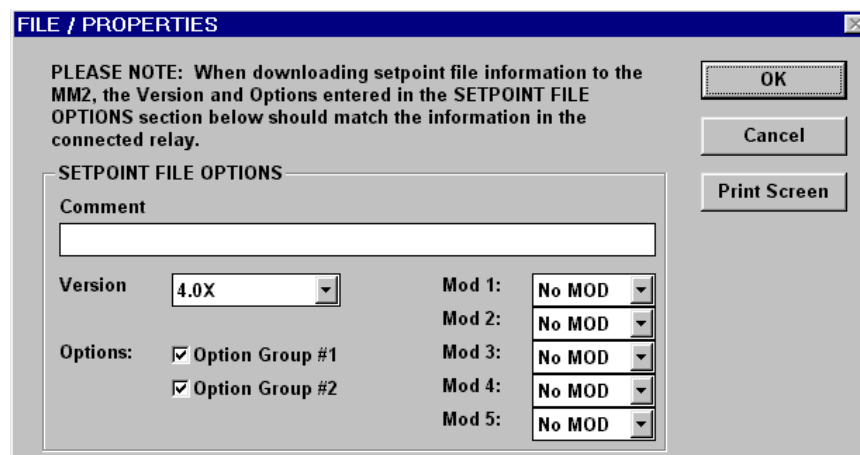 FILE / PROPERTIES
PLEASE NOTE:  When downloading setpoint file information to the
MM2, the Version and Options entered in the SETPOINT FILE
OPTIONS section below should match the information in the
connected relay.
OK
Cancel
Print Screen
SETPOINT FILE OPTIONS
Comment
Version
4.0X
Options:
Option Group #1
Option Group #2
Mod 1:
No MOD
Mod 2:
No MOD
Mod 3:
No MOD
Mod 4:
No MOD
Mod 5:
No MOD